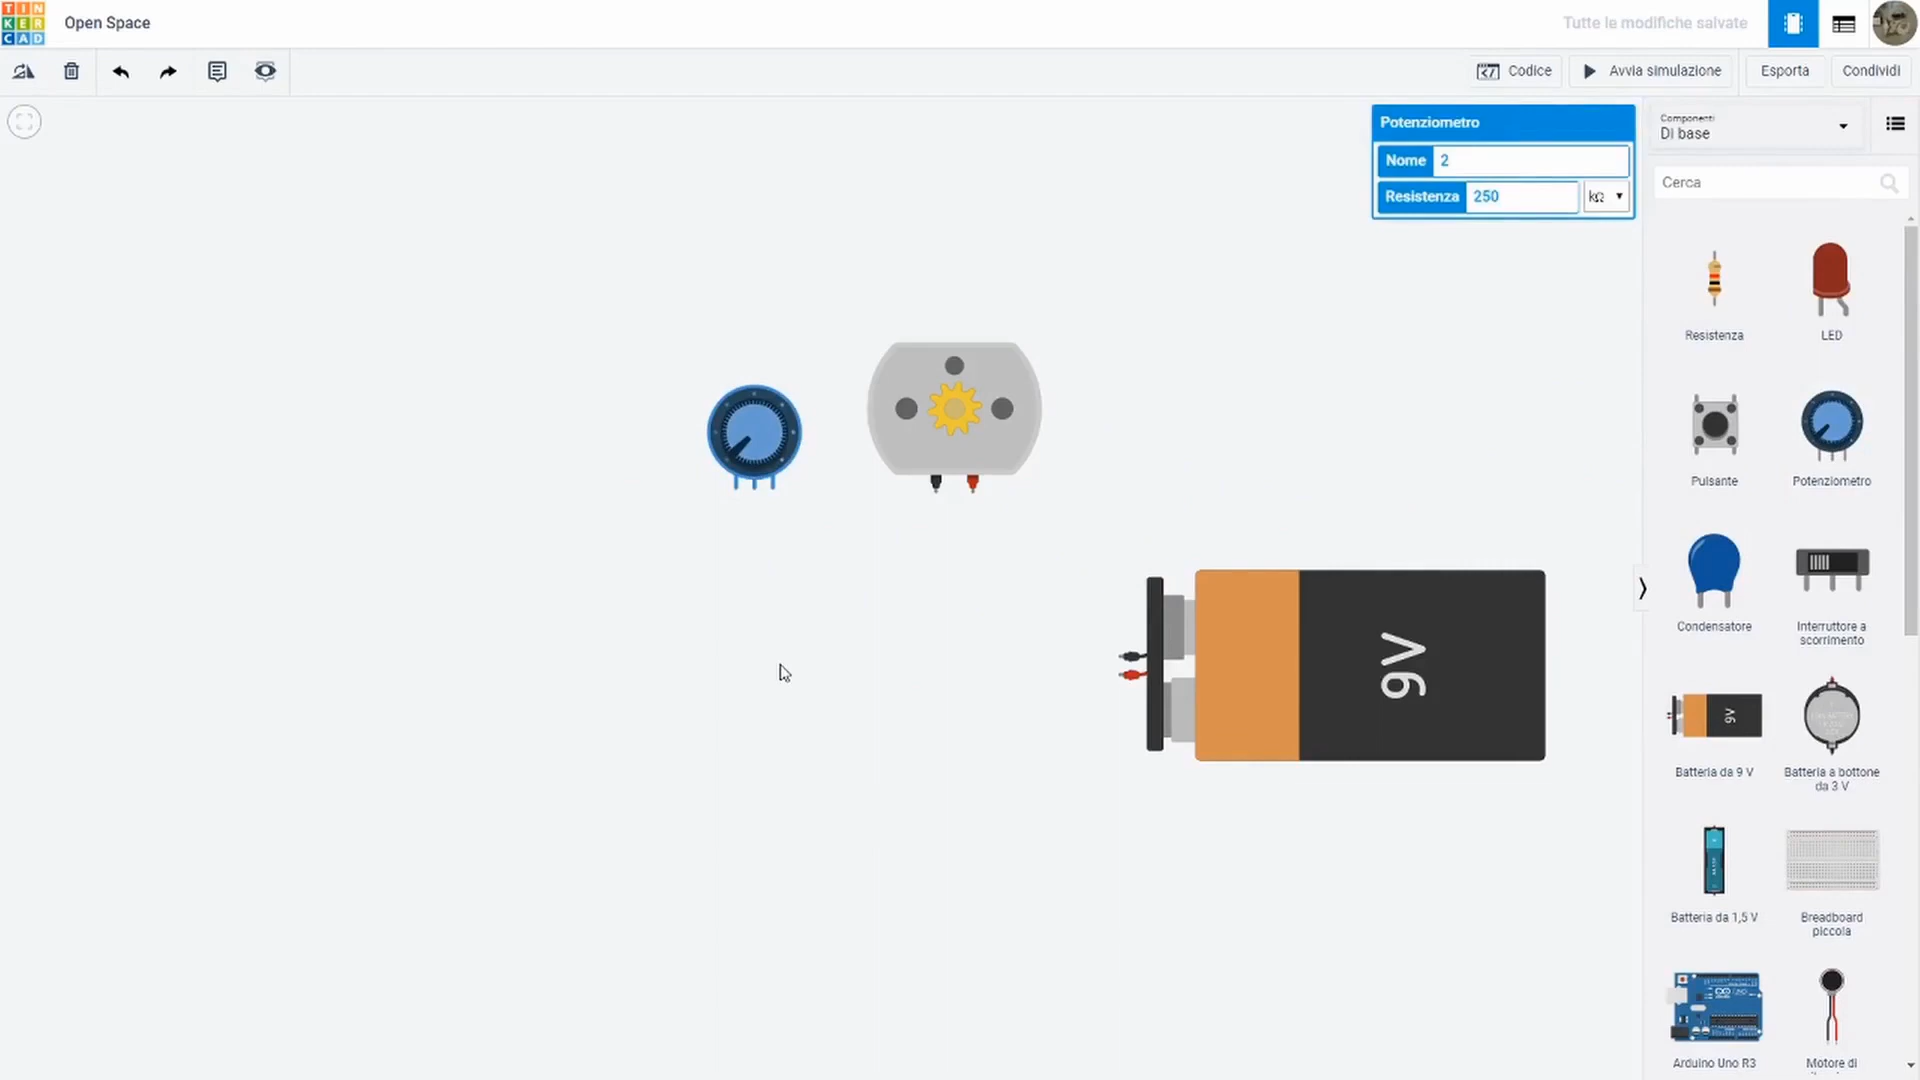 TIN
KER
CAD
Open Space
Tutte le modifiche salvate
Codice
Avvia simulazione
Esporta
Condividi
Potenziometro
Nome 2
Resistenza 250 kΩ
Componenti
Di base
Cerca
Resistenza
LED
Pulsante
Potenziometro
Condensatore
Interruttore a
scorrimento
9V
9V
Batteria da 9 V
Batteria a bottone
da 3 V
Batteria da 1,5 V
Breadboard
piccola
Arduino Uno R3
Motore di